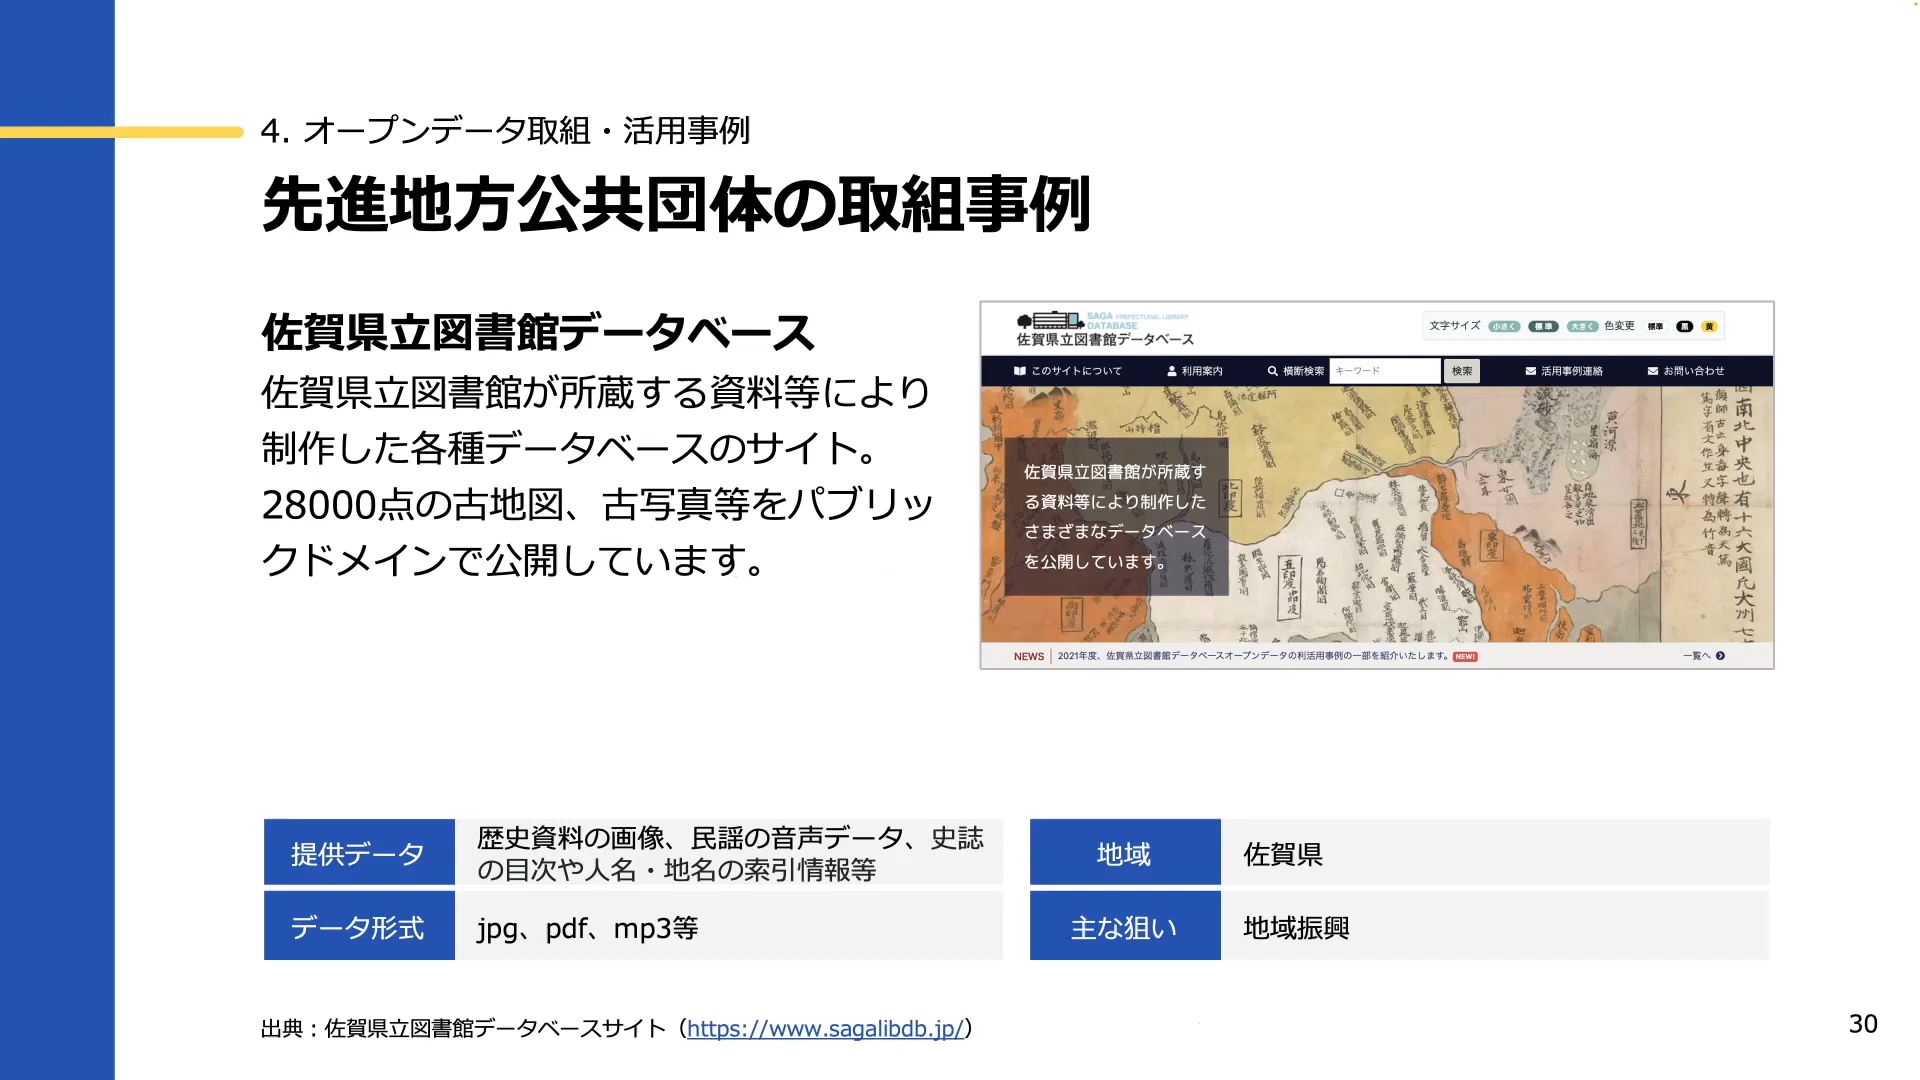 4. オープンデータ取組・活用事例
先進地方公共団体の取組事例
佐賀県立図書館データベース
佐賀県立図書館が所蔵する資料等により
制作した各種データベースのサイト。
28000点の古地図、古写真等をパブリッ
クドメインで公開しています。
SAGA PREFECTURAL LIBRARY
DATABASE
佐賀県立図書館データベース
文字サイズ 小さく 標準 大きく 色変更 標準 黒 黄
このサイトについて 利用案内 横断検索 キーワード 検索 活用事例連絡 お問い合わせ
佐賀県立図書館が所蔵す
る資料等により制作した
さまざまなデータベース
を公開しています。
NEWS 2021年度、佐賀県立図書館データベースオープンデータの利活用事例の一部を紹介いたします。 NEW!
一覧へ
提供データ
歴史資料の画像、民謡の音声データ、史誌
の目次や人名・地名の索引情報等
地域
佐賀県
データ形式
jpg、pdf、mp3等
主な狙い
地域振興
出典：佐賀県立図書館データベースサイト（https://www.sagalibdb.jp/）
30